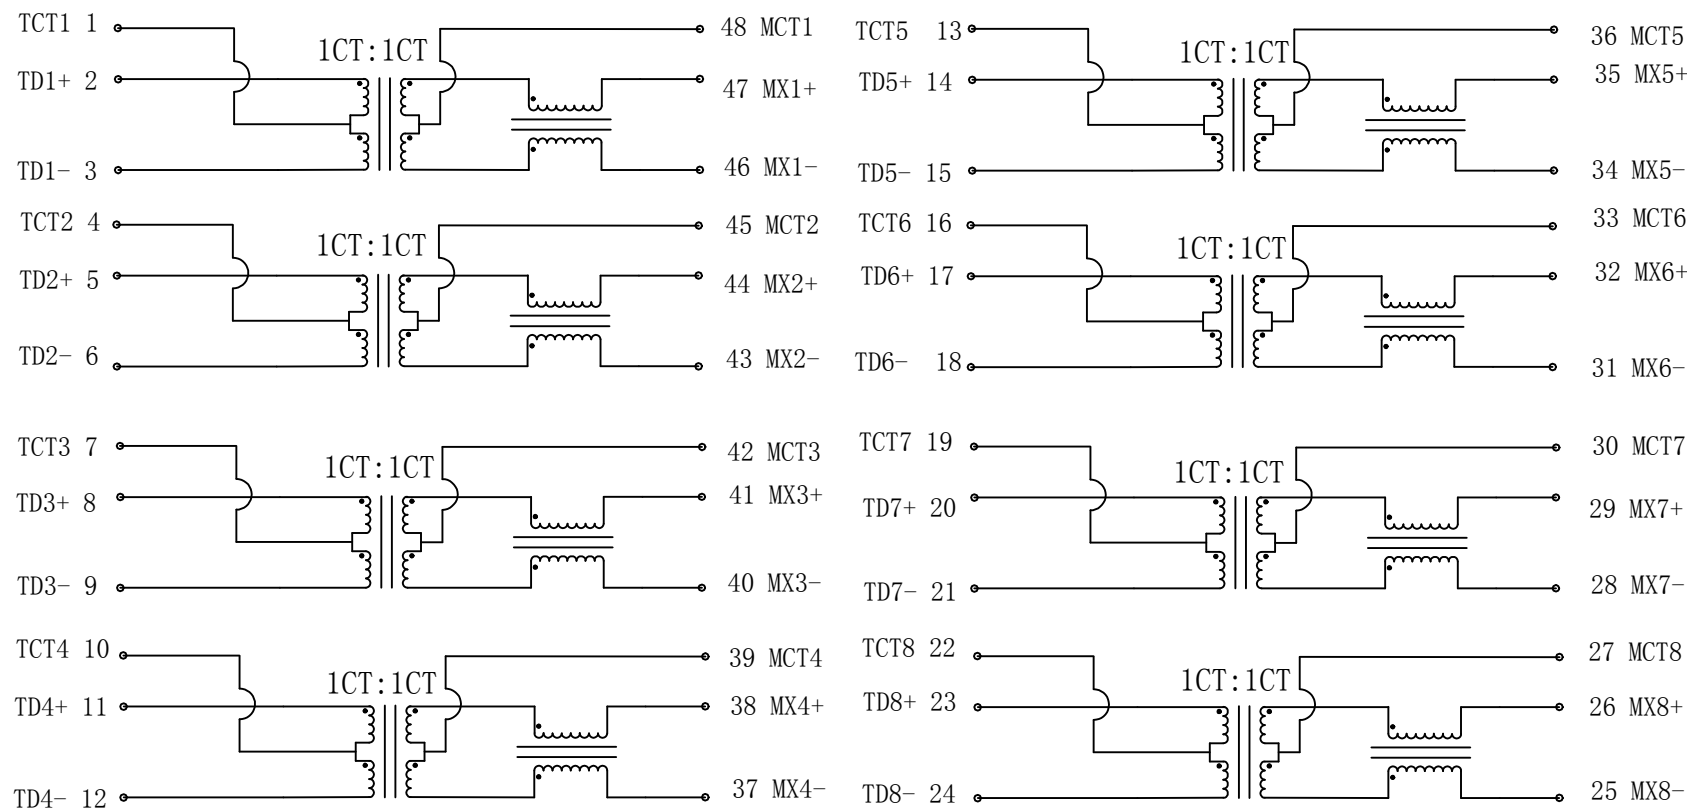 TCT1 1
1CT:1CT
48 MCT1
TD1+ 2
47 MX1+
TD1- 3
46 MX1-
TCT2 4
1CT:1CT
45 MCT2
TD2+ 5
44 MX2+
TD2- 6
43 MX2-
TCT3 7
1CT:1CT
42 MCT3
TD3+ 8
41 MX3+
TD3- 9
40 MX3-
TCT4 10
1CT:1CT
39 MCT4
TD4+ 11
38 MX4+
TD4- 12
37 MX4-
TCT5 13
1CT:1CT
36 MCT5
TD5+ 14
35 MX5+
TD5- 15
34 MX5-
TCT6 16
1CT:1CT
33 MCT6
TD6+ 17
32 MX6+
TD6- 18
31 MX6-
TCT7 19
1CT:1CT
30 MCT7
TD7+ 20
29 MX7+
TD7- 21
28 MX7-
TCT8 22
1CT:1CT
27 MCT8
TD8+ 23
26 MX8+
TD8- 24
25 MX8-